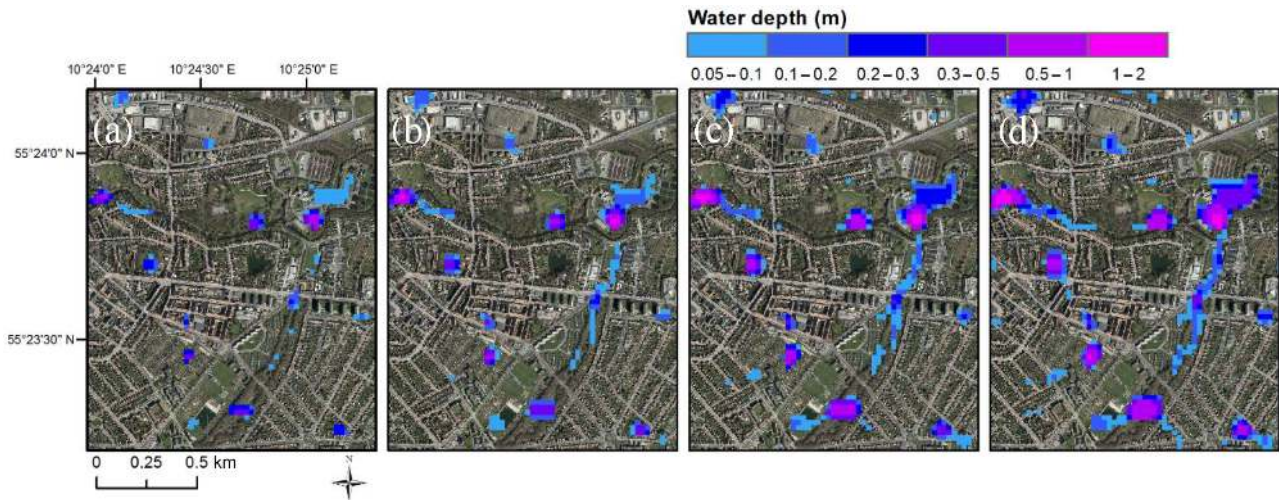 Water depth (m)
0.05 – 0.1 0.1 – 0.2 0.2 – 0.3 0.3 – 0.5 0.5 – 1 1 – 2
10°24'0" E 10°24'30" E 10°25'0" E
(a) (b) (c) (d)
55°24'0" N
55°23'30" N
0 0.25 0.5 km
N